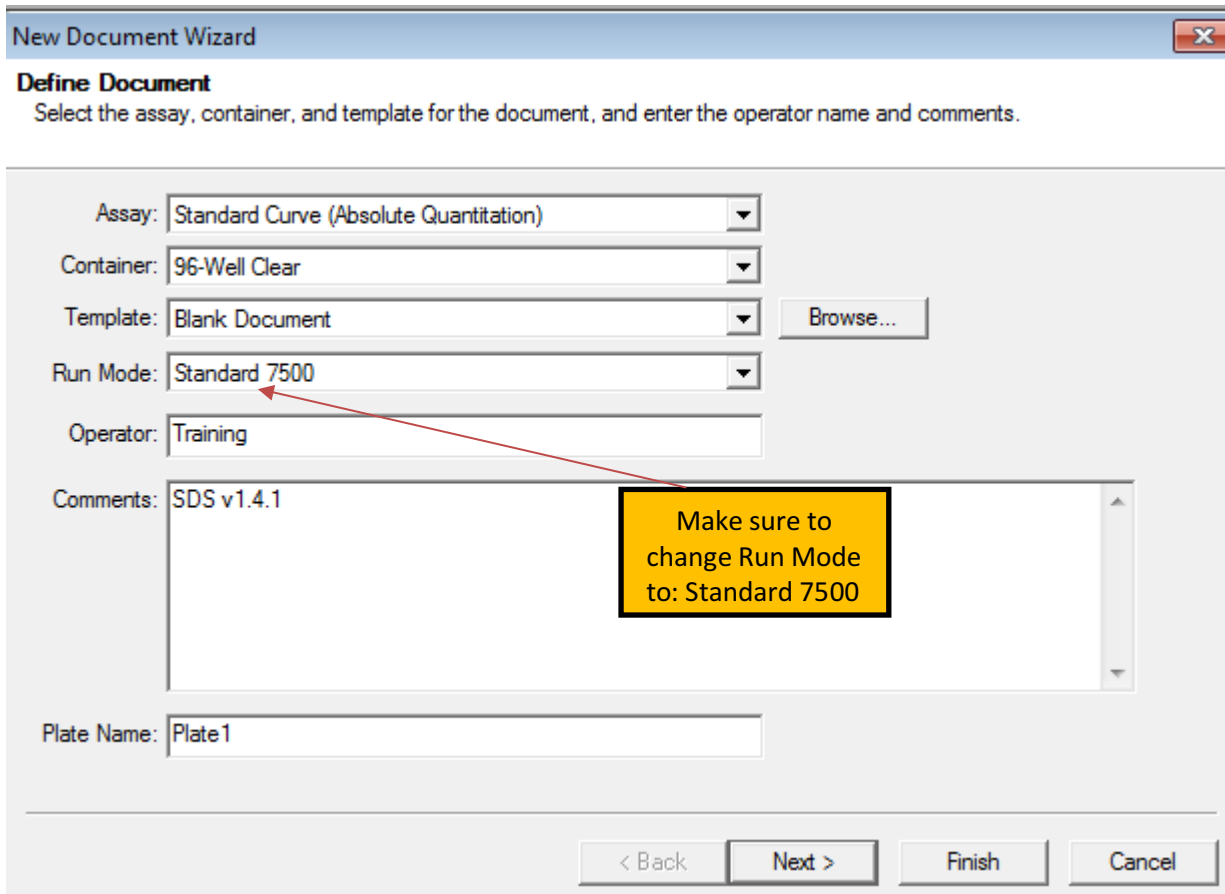 New Document Wizard
Define Document
Select the assay, container, and template for the document, and enter the operator name and comments.
Assay: Standard Curve (Absolute Quantitation)
Container: 96-Well Clear
Template: Blank Document Browse...
Run Mode: Standard 7500
Operator: Training
Comments: SDS v1.4.1
Make sure to
change Run Mode
to: Standard 7500
Plate Name: Plate1
< Back Next > Finish Cancel